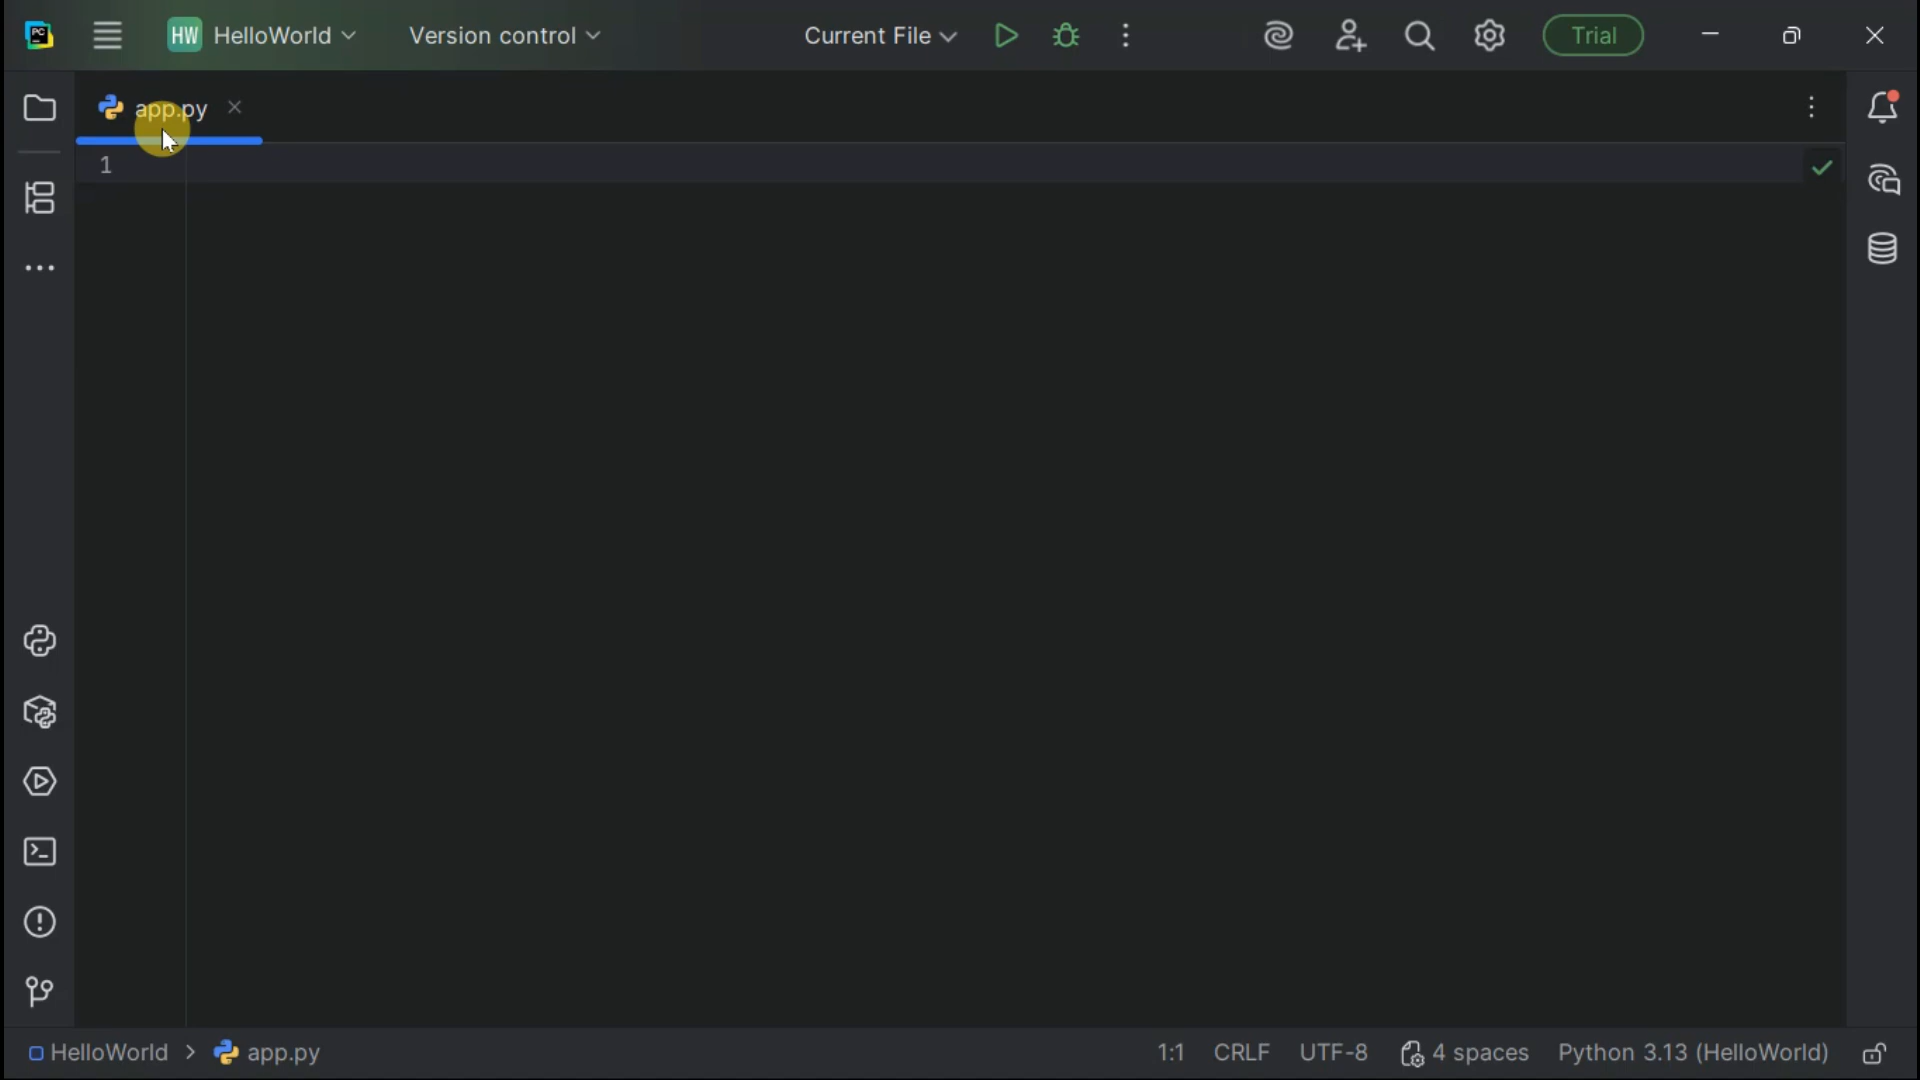 PC HW HelloWorld Version control Current File Trial
app.py
1
HelloWorld > app.py 1:1 CRLF UTF-8 4 spaces Python 3.13 (HelloWorld)